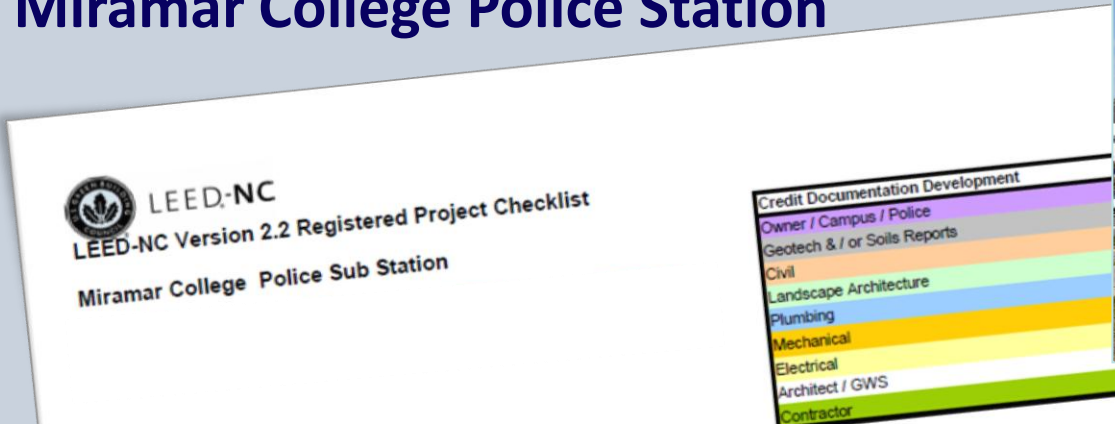 Miramar College Police Station
LEED-NC
LEED-NC Version 2.2 Registered Project Checklist
Miramar College Police Sub Station
Credit Documentation Development
Owner / Campus / Police
Geotech & / or Soils Reports
Civil
Landscape Architecture
Plumbing
Mechanical
Electrical
Architect / GWS
Contractor